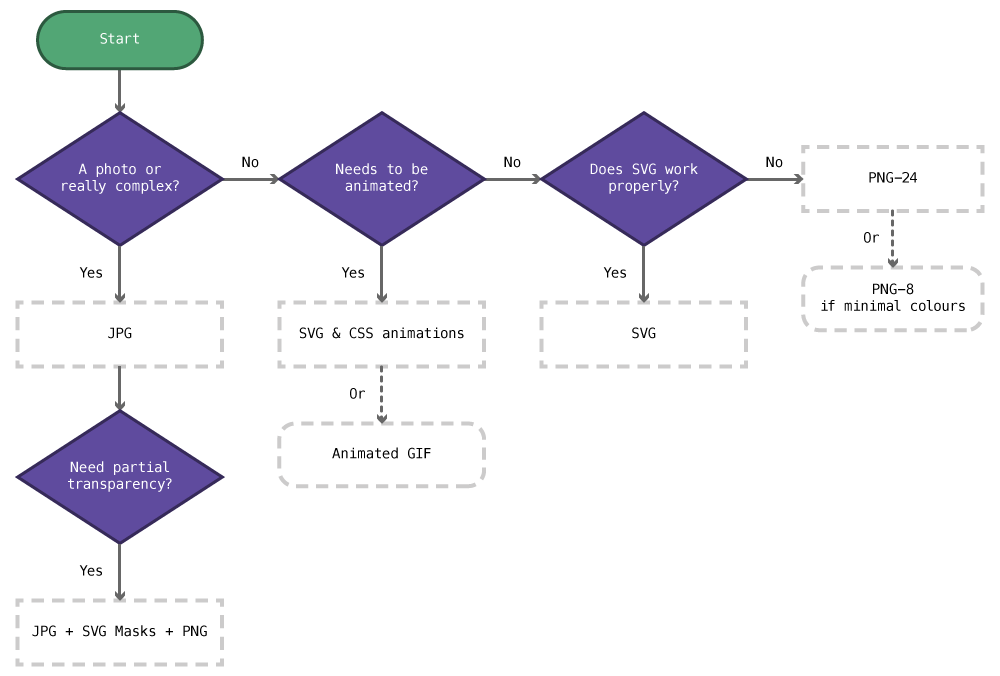 Start
A photo or
really complex?
No
Needs to be
animated?
No
Does SVG work
properly?
No
PNG-24
Or
PNG-8
if minimal colours
Yes
JPG
Yes
SVG & CSS animations
Or
Animated GIF
Yes
SVG
Need partial
transparency?
Yes
JPG + SVG Masks + PNG